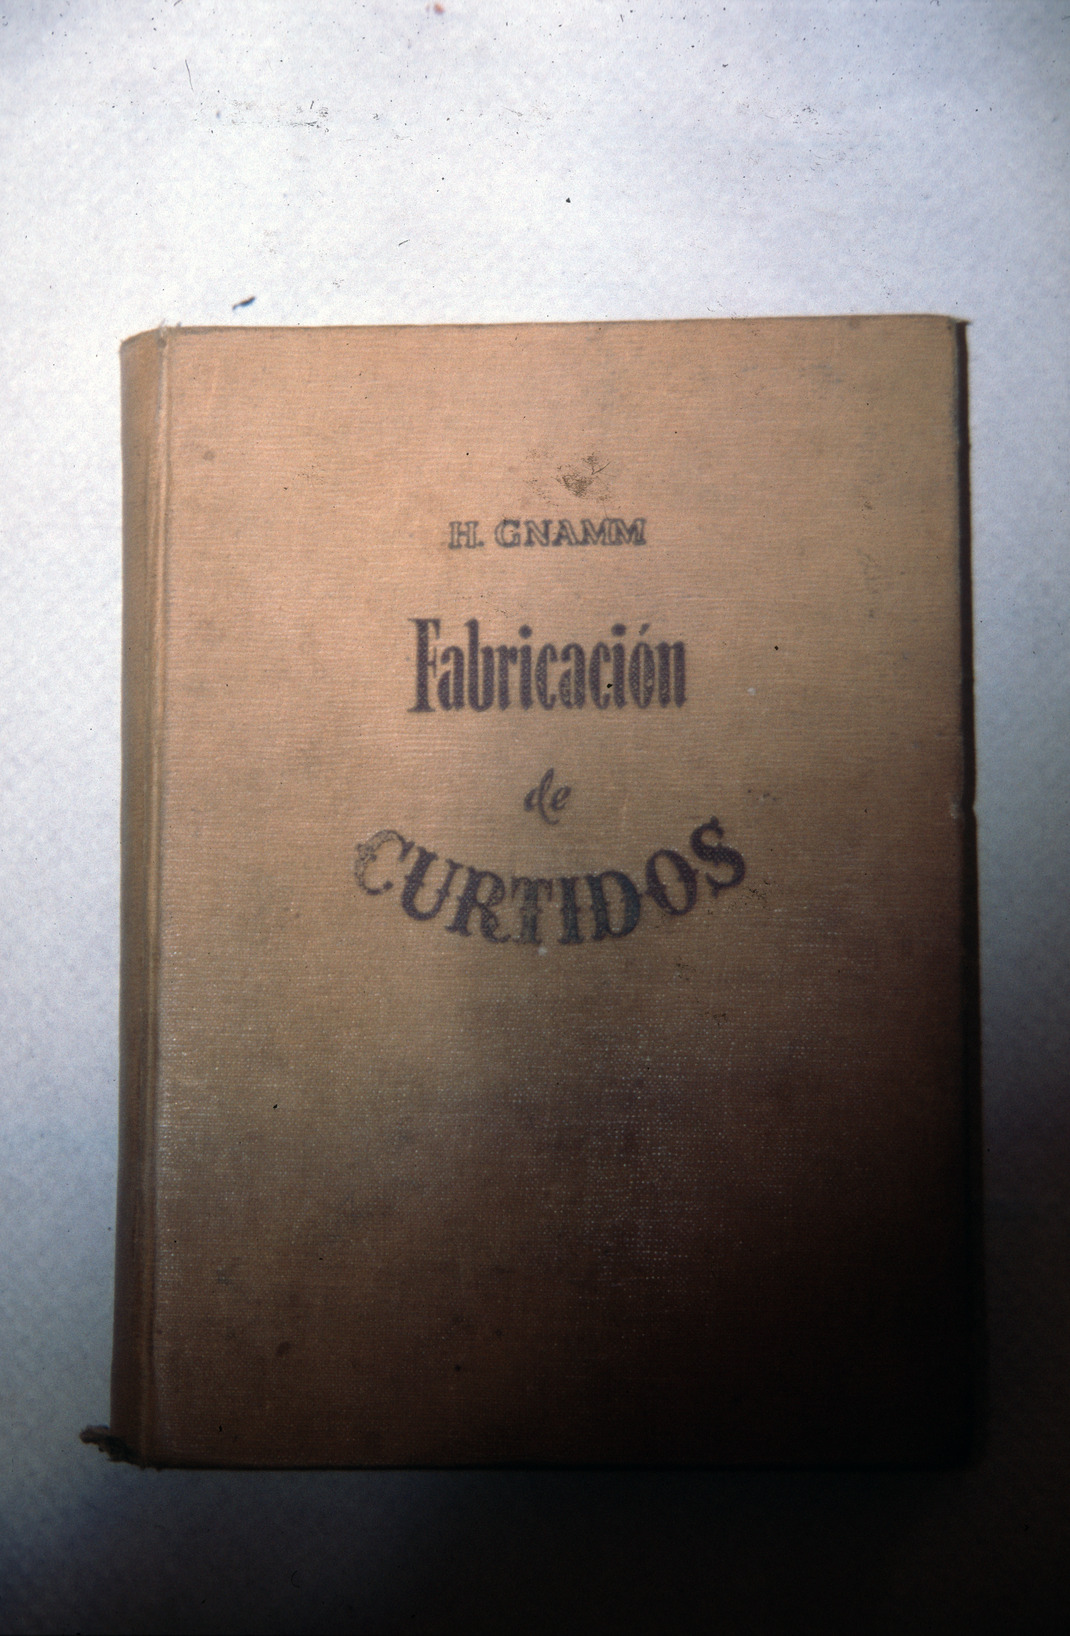 H. GNAMM
Fabricación
de
CURTIDOS